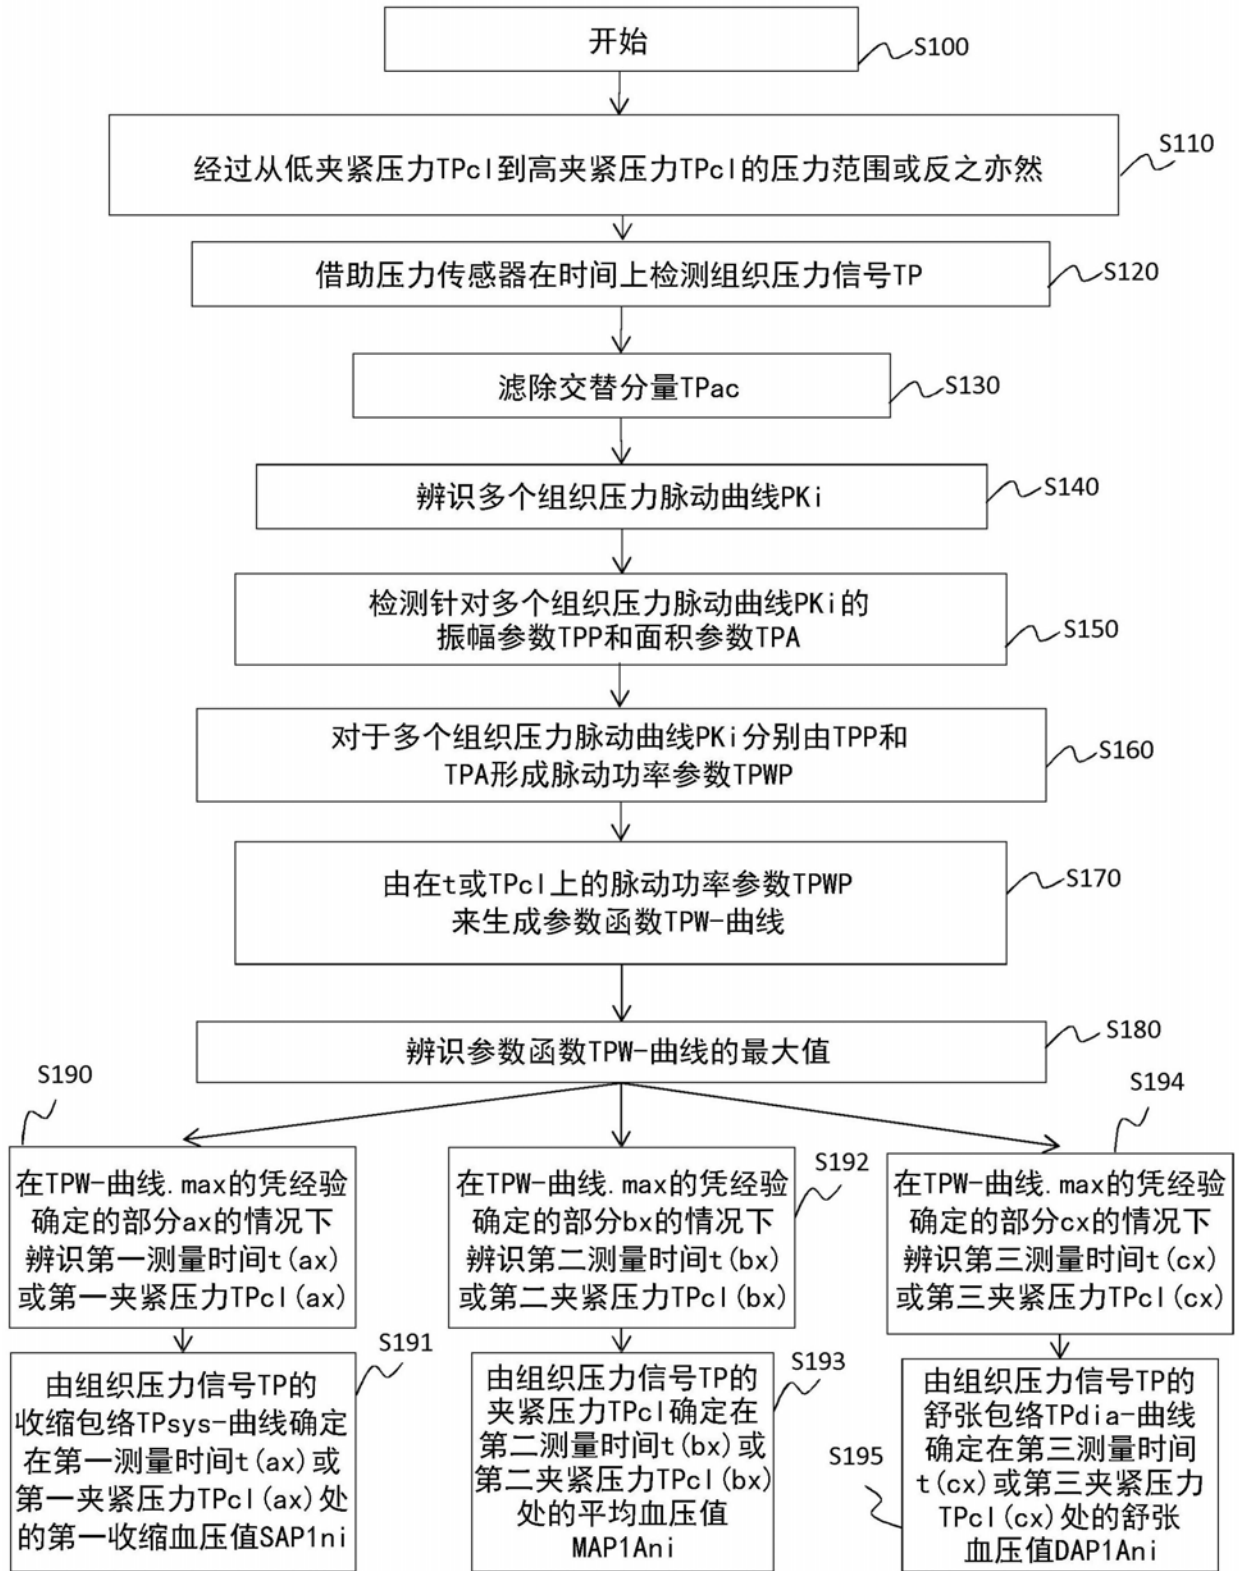 开始
S100
经过从低夹紧压力TPcl到高夹紧压力TPcl的压力范围或反之亦然
S110
借助压力传感器在时间上检测组织压力信号TP
S120
滤除交替分量TPac
S130
辨识多个组织压力脉动曲线PKi
S140
检测针对多个组织压力脉动曲线PKi的
振幅参数TPP和面积参数TPA
S150
对于多个组织压力脉动曲线PKi分别由TPP和
TPA形成脉动功率参数TPWP
S160
由在t或TPcl上的脉动功率参数TPWP
来生成参数函数TPW-曲线
S170
辨识参数函数TPW-曲线的最大值
S180
S190
在TPW-曲线.max的凭经验
确定的部分ax的情况下
辨识第一测量时间t(ax)
或第一夹紧压力TPcl(ax)
S192
在TPW-曲线.max的凭经验
确定的部分bx的情况下
辨识第二测量时间t(bx)
或第二夹紧压力TPcl(bx)
S194
在TPW-曲线.max的凭经验
确定的部分cx的情况下
辨识第三测量时间t(cx)
或第三夹紧压力TPcl(cx)
S191
由组织压力信号TP的
收缩包络TPsys-曲线确定
在第一测量时间t(ax)或
第一夹紧压力TPcl(ax)处
的第一收缩血压值SAP1ni
S193
由组织压力信号TP的
夹紧压力TPcl确定在
第二测量时间t(bx)或
第二夹紧压力TPcl(bx)
处的平均血压值
MAP1Ani
S195
由组织压力信号TP的
舒张包络TPdia-曲线
确定在第三测量时间
t(cx)或第三夹紧压力
TPcl(cx)处的舒张
血压值DAP1Ani